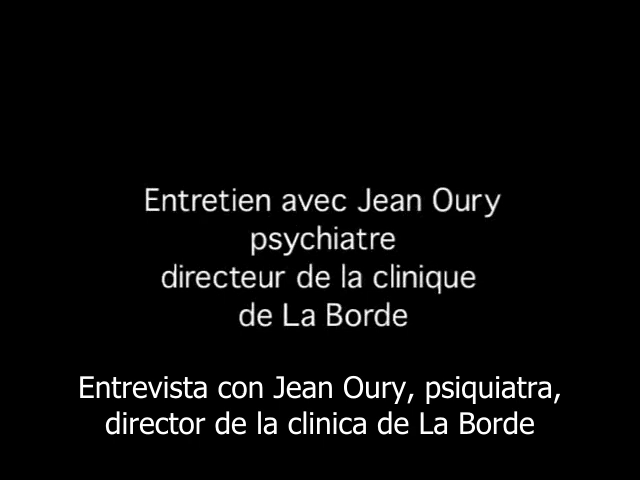 Entretien avec Jean Oury
psychiatre
directeur de la clinique
de La Borde
Entrevista con Jean Oury, psiquiatra,
director de la clinica de La Borde